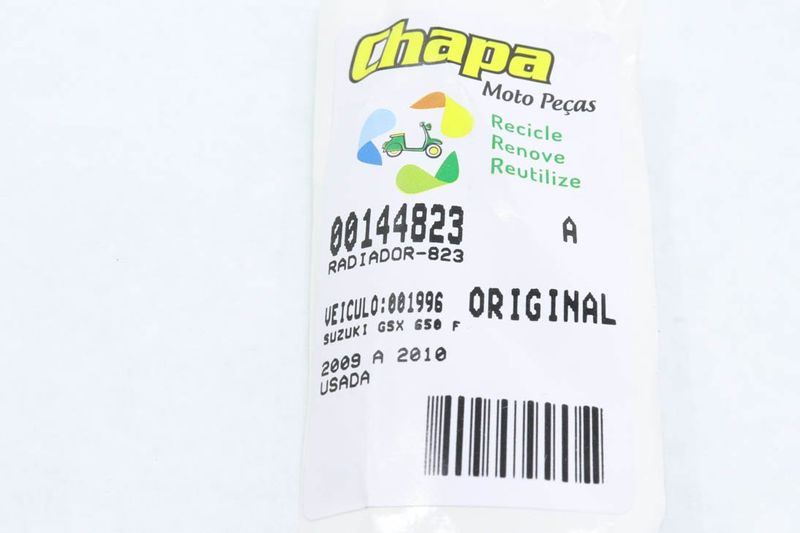 Chapa
Moto Peças
Recicle
Renove
Reutilize
00144823 A
RADIADOR-823
VEICULO:001996 ORIGINAL
SUZUKI GSX 650 F
2009 A 2010
USADA